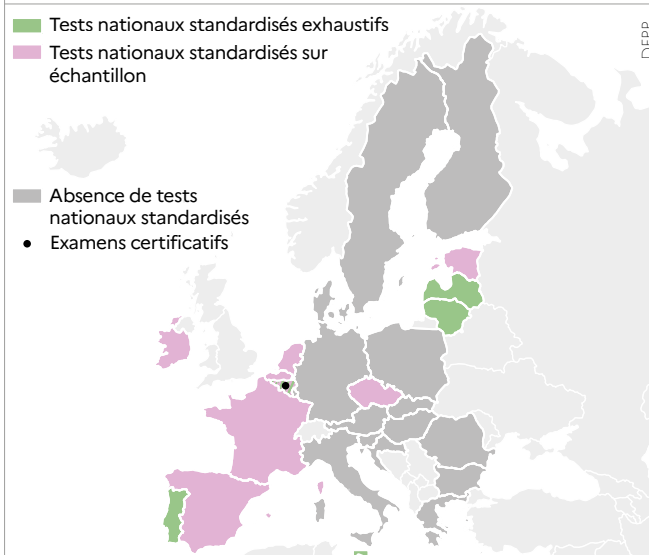 Tests nationaux standardisés exhaustifs
Tests nationaux standardisés sur
échantillon
Absence de tests
nationaux standardisés
Examens certificatifs